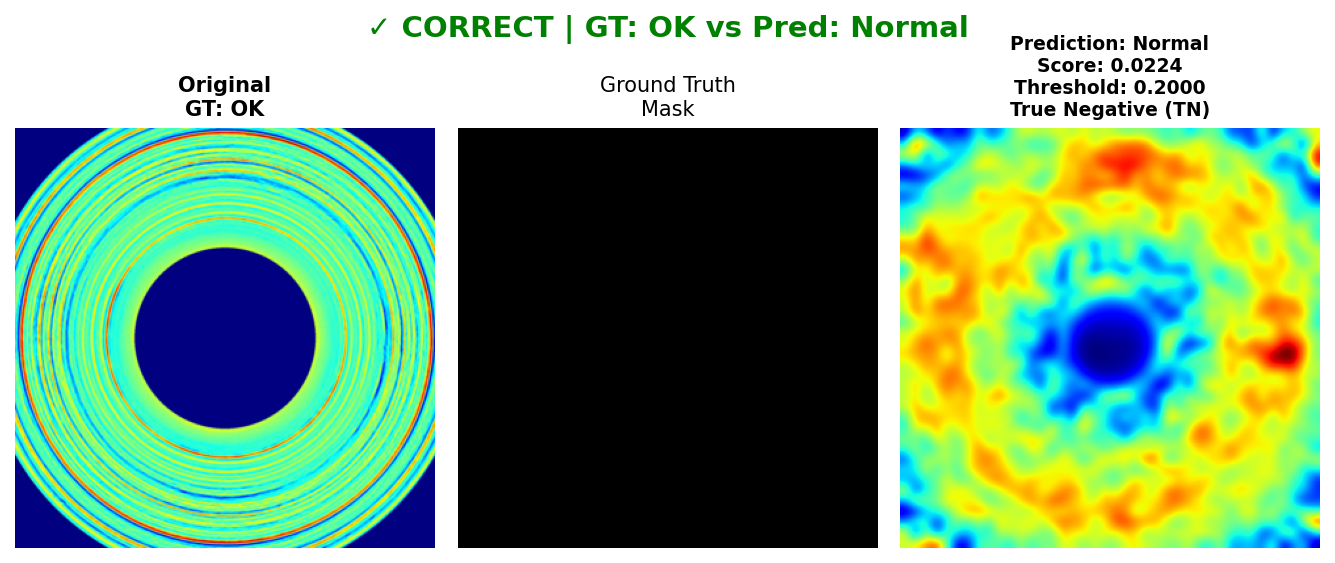 ✓ CORRECT | GT: OK vs Pred: Normal
Original
GT: OK
Ground Truth
Mask
Prediction: Normal
Score: 0.0224
Threshold: 0.2000
True Negative (TN)